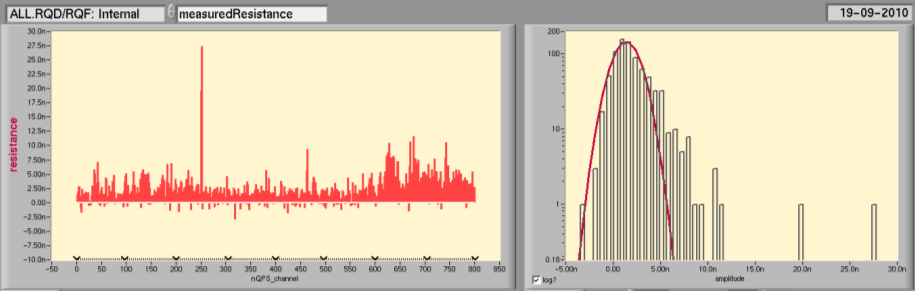 ALL.RQD/RQF: Internal measuredResistance 19-09-2010
resistance
30.0n
27.5n
25.0n
22.5n
20.0n
17.5n
15.0n
12.5n
10.0n
7.50n
5.00n
2.50n
0.00n
-2.50n
-5.00n
-7.50n
-10.0n
-50 0 50 100 150 200 250 300 350 400 450 500 550 600 650 700 750 800 850
nQPS_channel
200
100
10
1
0.10
-5.00n 0.00 5.00n 10.0n 15.0n 20.0n 25.0n 30.0n
log? amplitude